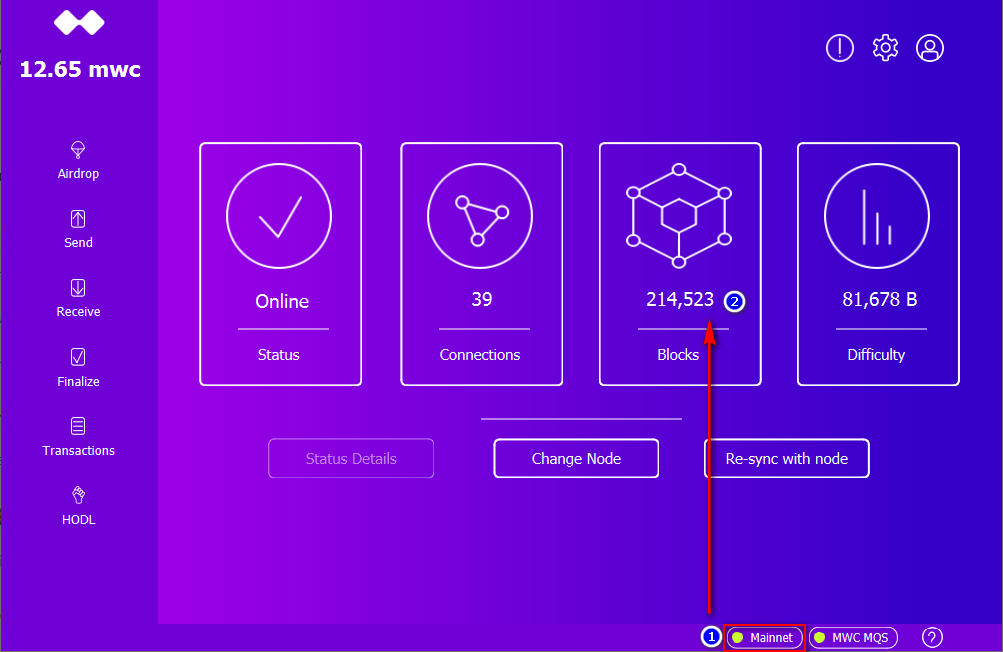 12.65 mwc
Airdrop
Send
Receive
Finalize
Transactions
HODL
Online
Status
39
Connections
214,523 2
Blocks
81,678 B
Difficulty
Status Details
Change Node
Re-sync with node
1 Mainnet
MWC MQS
?